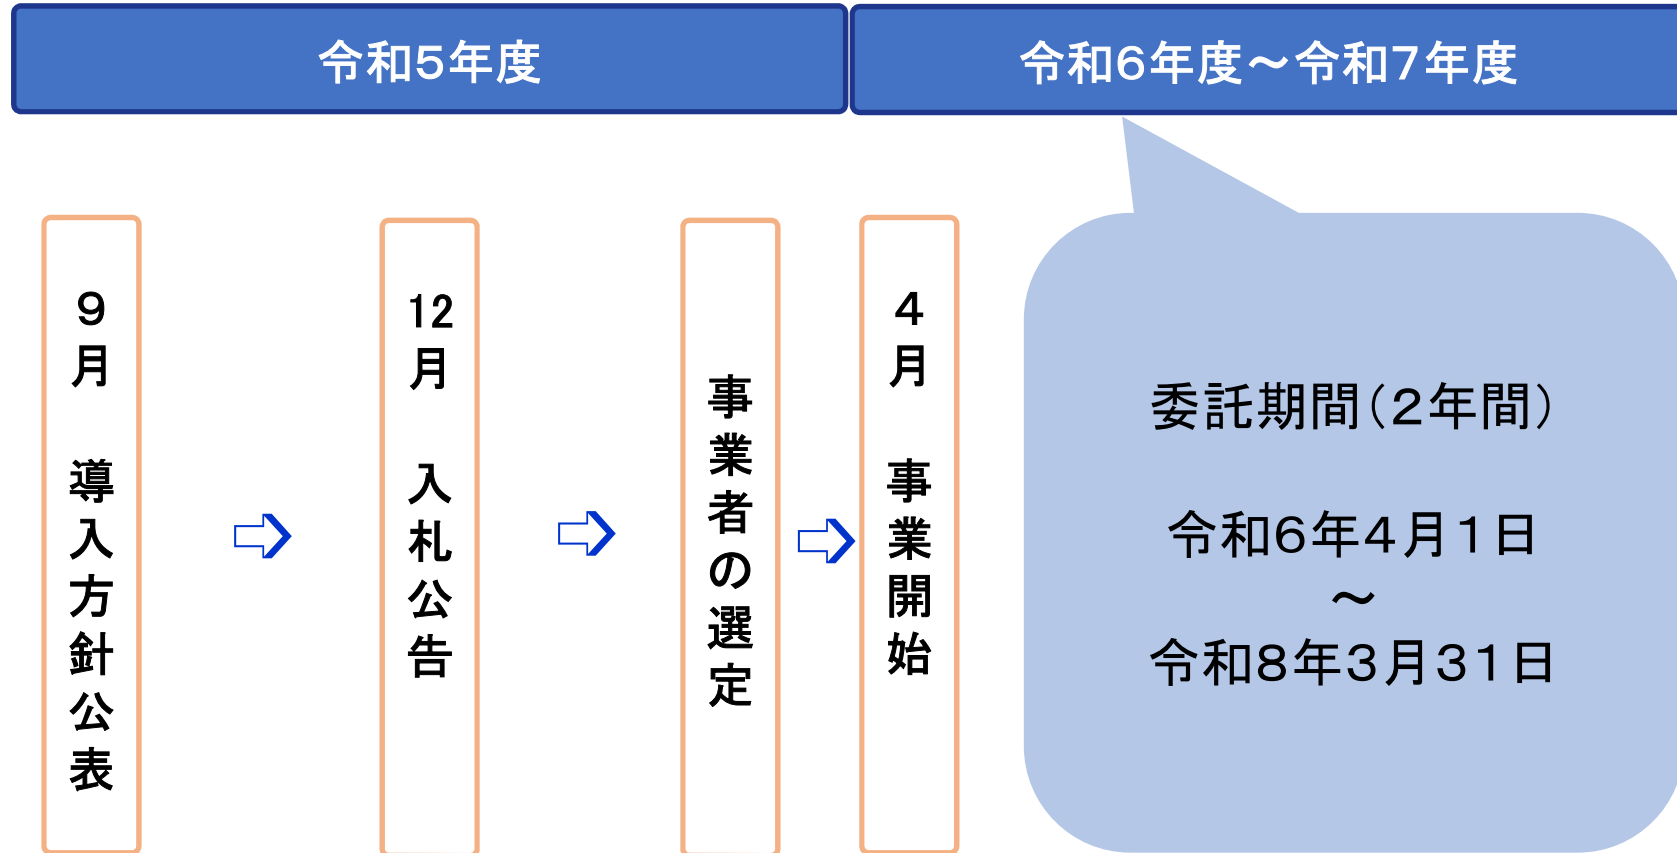 令和5年度
令和6年度～令和7年度
9月　導入方針公表
12月　入札公告
事業者の選定
4月　事業開始
委託期間（2年間）
令和6年4月1日
～
令和8年3月31日